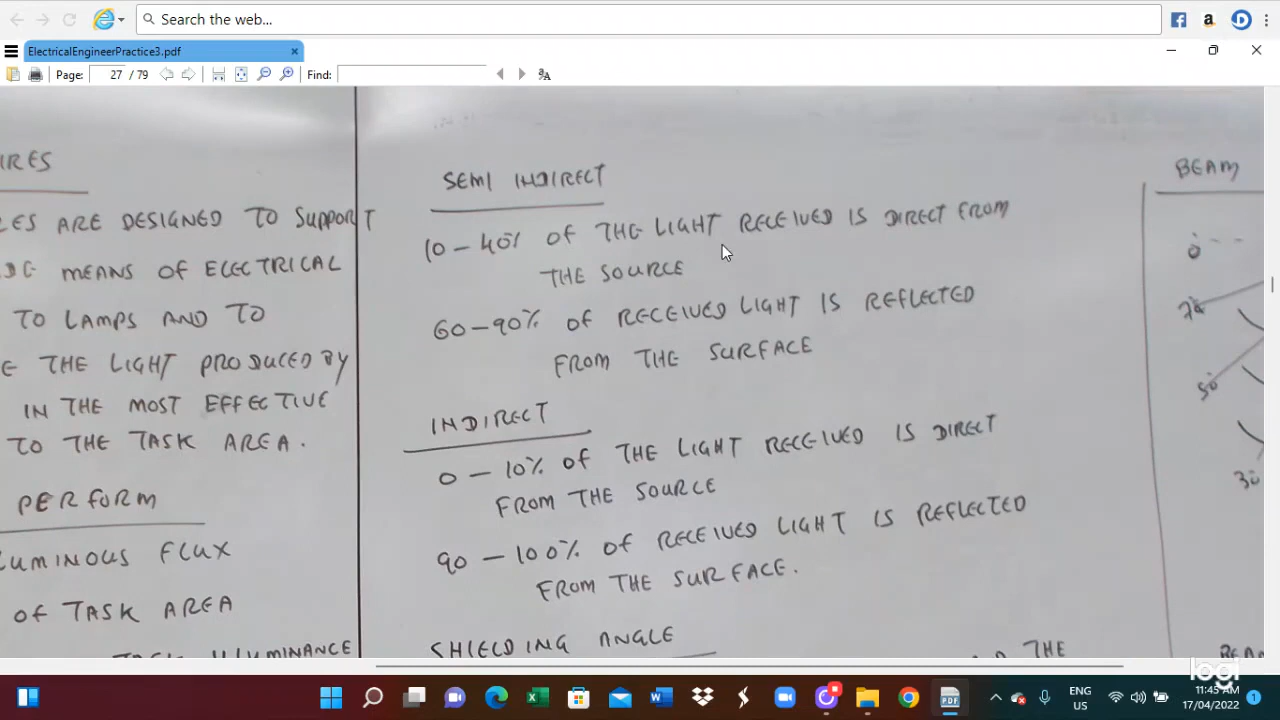 Search the web...
ElectricalEngineerPractice3.pdf
Page: 27 / 79 Find:
ARE DESIGNED TO SUPPORT
MEANS OF ELECTRICAL
TO LAMPS AND TO
THE LIGHT PRODUCED BY
IN THE MOST EFFECTIVE
TO THE TASK AREA.
PERFORM
FLUX
OF TASK AREA
TASK ILLUMINANCE
SEMI INDIRECT
10 - 40% OF THE LIGHT RECEIVED IS DIRECT FROM
THE SOURCE
60 - 90% OF RECEIVED LIGHT IS REFLECTED
FROM THE SURFACE
INDIRECT
0 - 10% OF THE LIGHT RECEIVED IS DIRECT
FROM THE SOURCE
90 - 100% OF RECEIVED LIGHT IS REFLECTED
FROM THE SURFACE.
SHIELDING ANGLE
THE
BEAM
ENG
US
11:45 AM
17/04/2022
logi